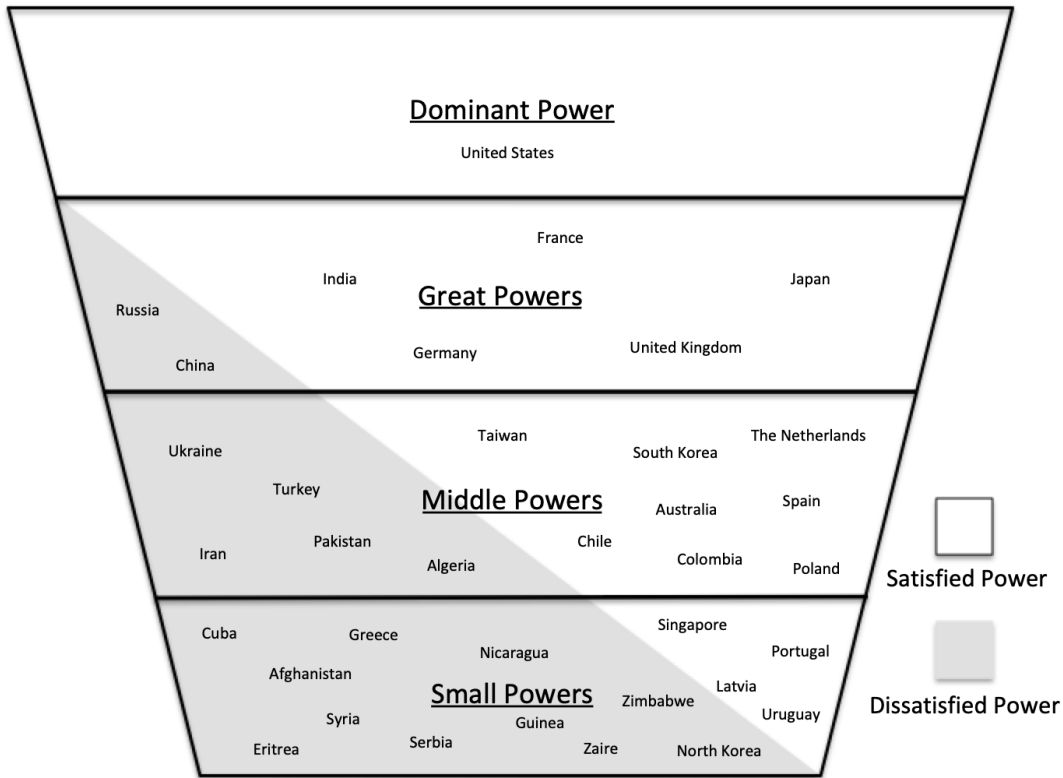 Dominant Power
United States
France
India
Japan
Great Powers
Russia
United Kingdom
Germany
China
Taiwan
The Netherlands
South Korea
Ukraine
Turkey
Middle Powers
Spain
Australia
Pakistan
Chile
Iran
Colombia
Algeria
Poland
Satisfied Power
Singapore
Cuba
Greece
Nicaragua
Portugal
Afghanistan
Latvia
Small Powers
Zimbabwe
Dissatisfied Power
Uruguay
Syria
Guinea
Serbia
Eritrea
Zaire
North Korea